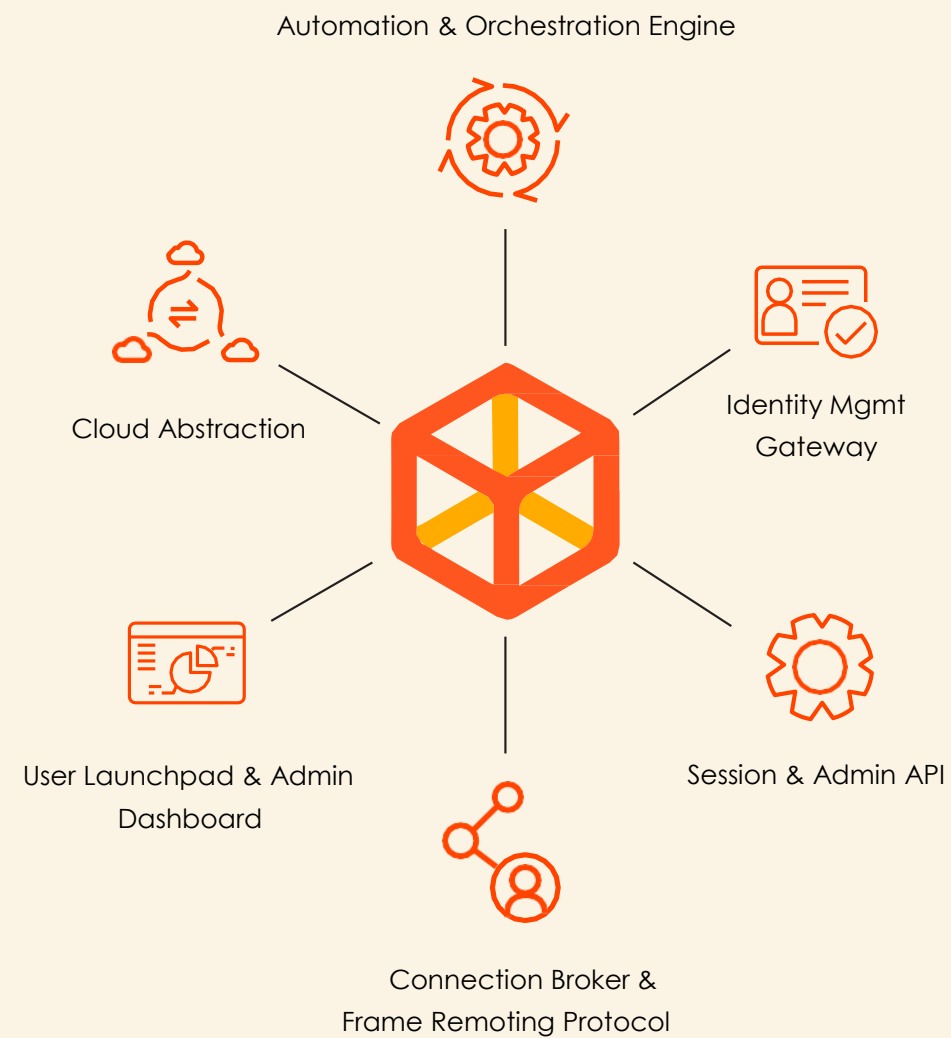 Automation & Orchestration Engine
Cloud Abstraction
Identity Mgmt
Gateway
User Launchpad & Admin
Dashboard
Session & Admin API
Connection Broker &
Frame Remoting Protocol